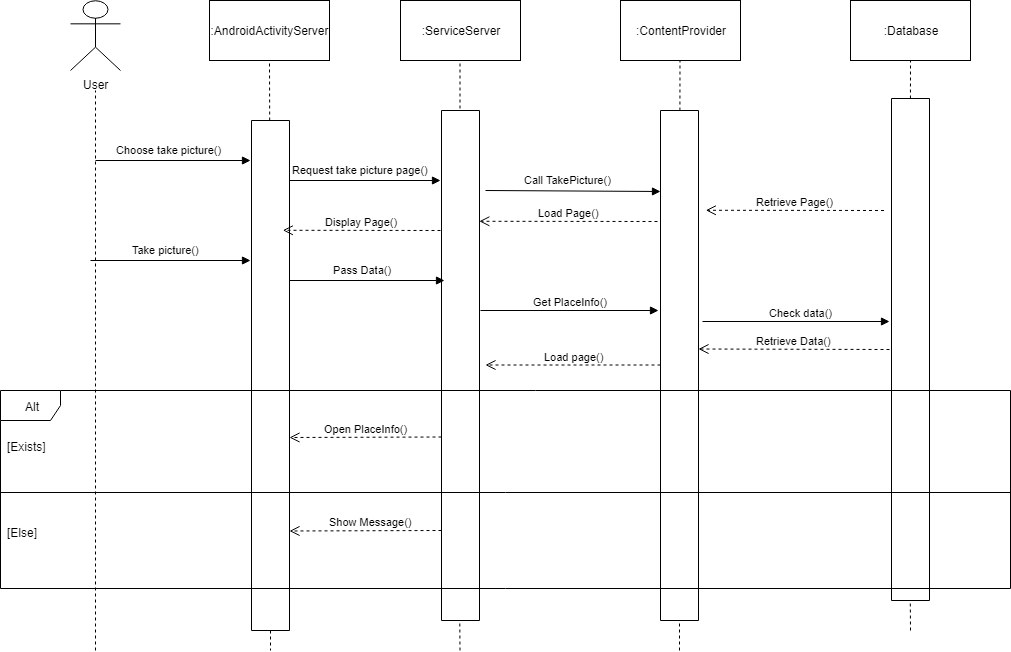 :AndroidActivityServer
:ServiceServer
:ContentProvider
:Database
User
Choose take picture()
Request take picture page()
Call TakePicture()
Retrieve Page()
Load Page()
Display Page()
Take picture()
Pass Data()
Get PlaceInfo()
Check data()
Retrieve Data()
Load page()
Alt
Open PlaceInfo()
[Exists]
Show Message()
[Else]